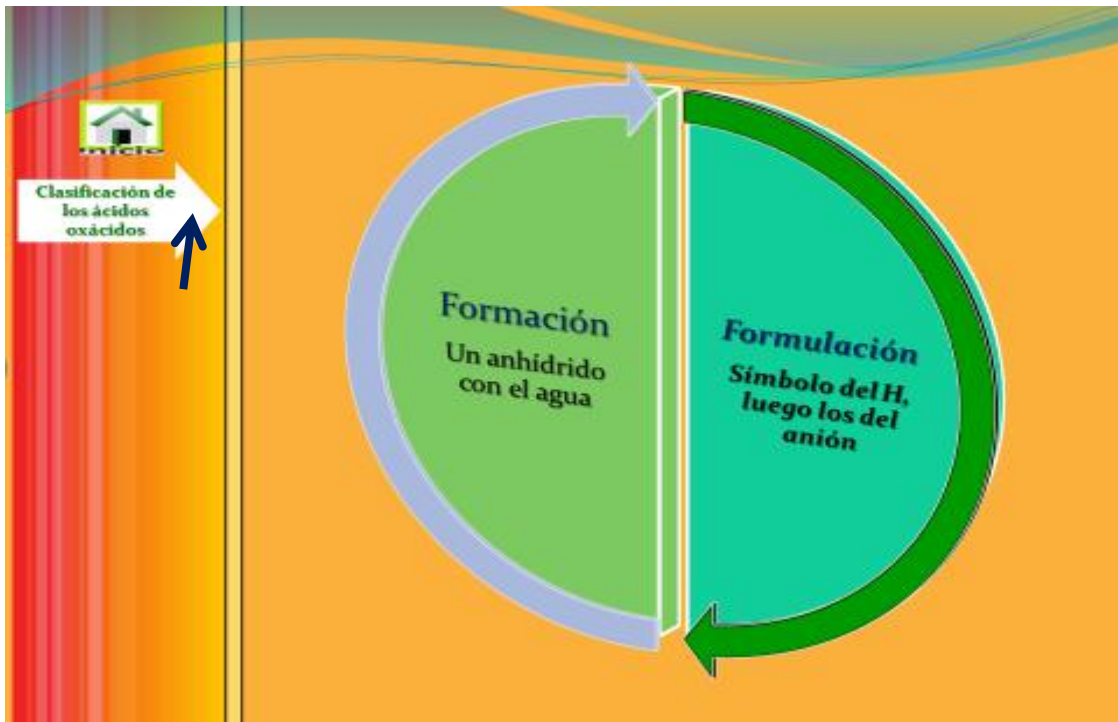 Inicio
Clasificación de
los ácidos
oxácidos
Formación
Un anhídrido
con el agua
Formulación
Símbolo del H,
luego los del
anión